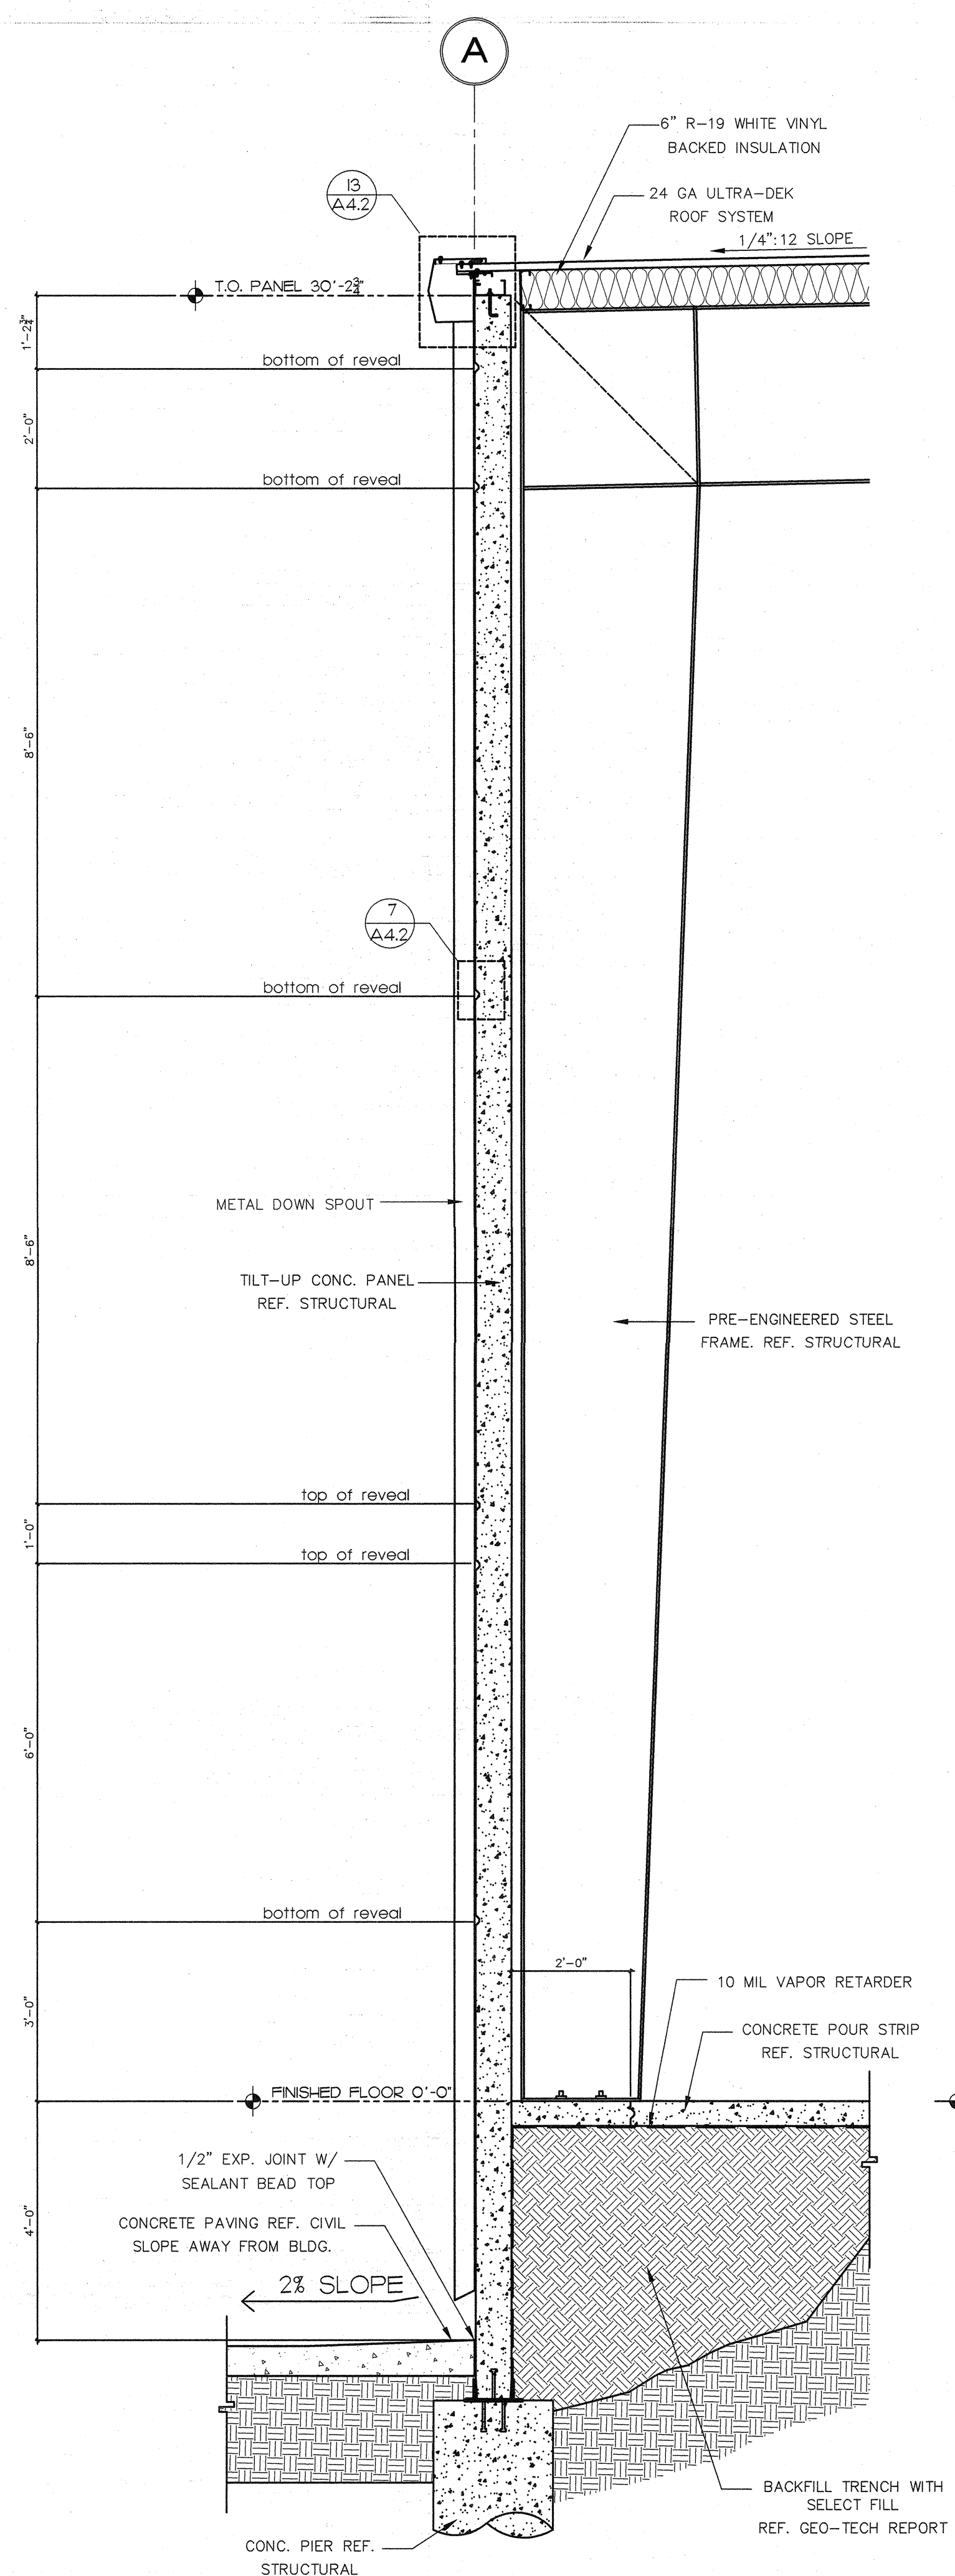 A
6" R-19 WHITE VINYL
BACKED INSULATION
13
A4.2
24 GA ULTRA-DEK
ROOF SYSTEM
1/4":12 SLOPE
T.O. PANEL 30'-2 3/4"
1'-2 3/4"
bottom of reveal
2'-0"
bottom of reveal
8'-6"
7
A4.2
bottom of reveal
METAL DOWN SPOUT
8'-6"
TILT-UP CONC. PANEL
REF. STRUCTURAL
PRE-ENGINEERED STEEL
FRAME. REF. STRUCTURAL
top of reveal
1'-0"
top of reveal
6'-0"
bottom of reveal
2'-0"
10 MIL VAPOR RETARDER
3'-0"
CONCRETE POUR STRIP
REF. STRUCTURAL
FINISHED FLOOR 0'-0"
1/2" EXP. JOINT W/
SEALANT BEAD TOP
4'-0"
CONCRETE PAVING REF. CIVIL
SLOPE AWAY FROM BLDG.
2% SLOPE
BACKFILL TRENCH WITH
SELECT FILL
REF. GEO-TECH REPORT
CONC. PIER REF.
STRUCTURAL